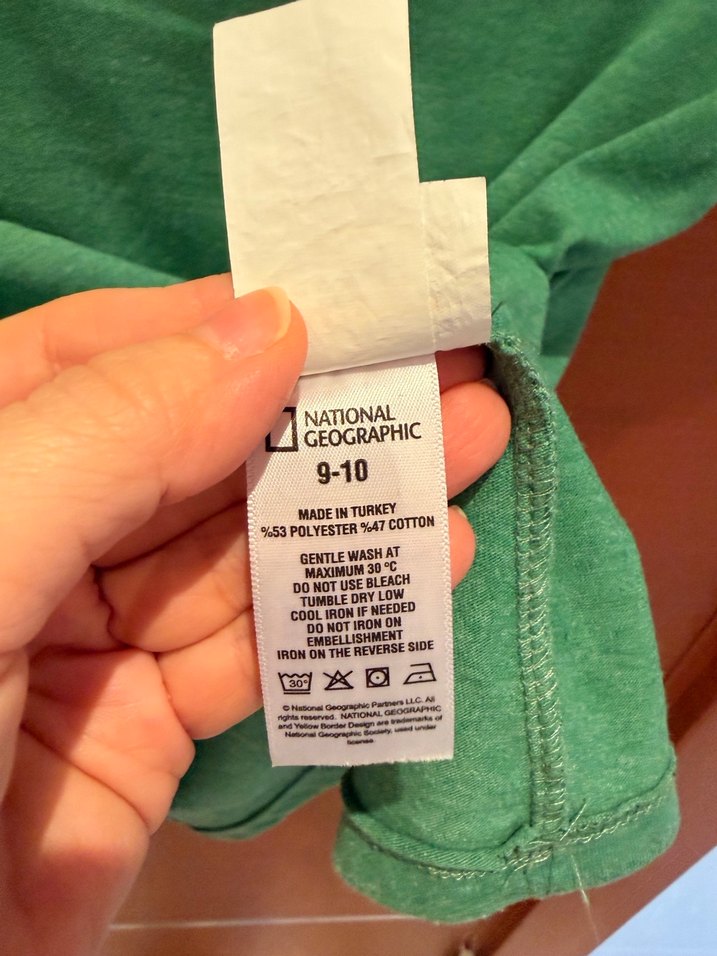 NATIONAL
GEOGRAPHIC
9-10
MADE IN TURKEY
%53 POLYESTER %47 COTTON
GENTLE WASH AT
MAXIMUM 30 °C
DO NOT USE BLEACH
TUMBLE DRY LOW
COOL IRON IF NEEDED
DO NOT IRON ON
EMBELLISHMENT
IRON ON THE REVERSE SIDE
30°
© National Geographic Partners LLC. All
rights reserved. NATIONAL GEOGRAPHIC
and Yellow Border Design are trademarks of
National Geographic Society, used under
license.